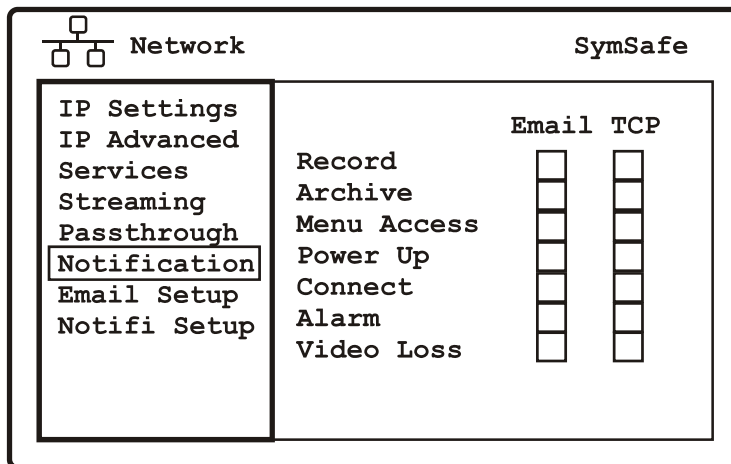 Network
SymSafe
IP Settings
IP Advanced
Services
Streaming
Passthrough
Notification
Email Setup
Notifi Setup
Email TCP
Record
Archive
Menu Access
Power Up
Connect
Alarm
Video Loss